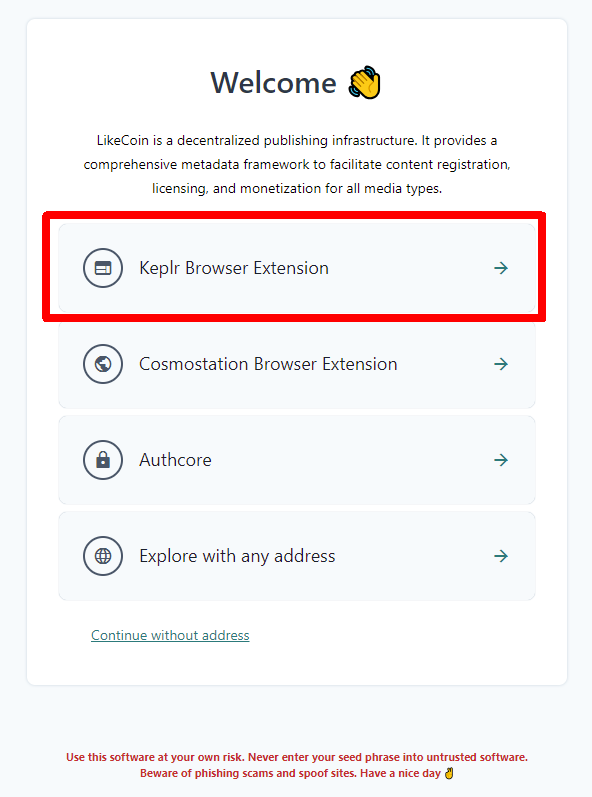 Welcome 👋
LikeCoin is a decentralized publishing infrastructure. It provides a
comprehensive metadata framework to facilitate content registration,
licensing, and monetization for all media types.
Keplr Browser Extension
Cosmostation Browser Extension
Authcore
Explore with any address
Continue without address
Use this software at your own risk. Never enter your seed phrase into untrusted software.
Beware of phishing scams and spoof sites. Have a nice day ✌